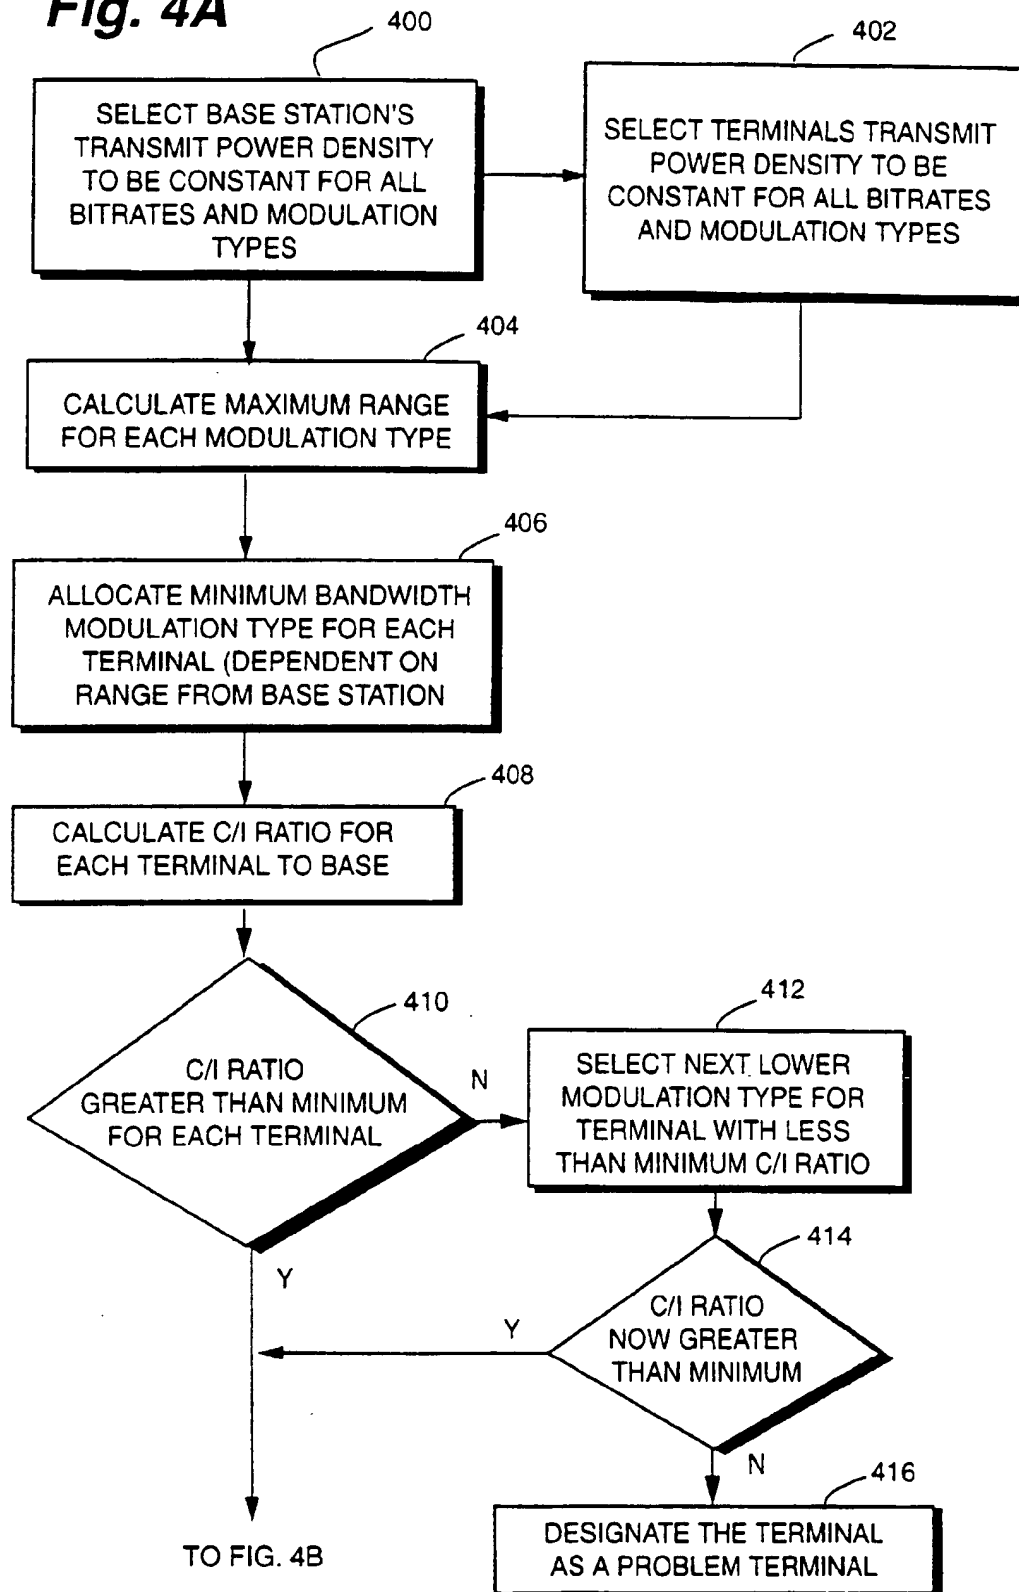 Fig. 4A
400
SELECT BASE STATION'S
TRANSMIT POWER DENSITY
TO BE CONSTANT FOR ALL
BITRATES AND MODULATION
TYPES
402
SELECT TERMINALS TRANSMIT
POWER DENSITY TO BE
CONSTANT FOR ALL BITRATES
AND MODULATION TYPES
404
CALCULATE MAXIMUM RANGE
FOR EACH MODULATION TYPE
406
ALLOCATE MINIMUM BANDWIDTH
MODULATION TYPE FOR EACH
TERMINAL (DEPENDENT ON
RANGE FROM BASE STATION
408
CALCULATE C/I RATIO FOR
EACH TERMINAL TO BASE
410
C/I RATIO
GREATER THAN MINIMUM
FOR EACH TERMINAL
N
Y
412
SELECT NEXT LOWER
MODULATION TYPE FOR
TERMINAL WITH LESS
THAN MINIMUM C/I RATIO
414
C/I RATIO
NOW GREATER
THAN MINIMUM
Y
N
416
DESIGNATE THE TERMINAL
AS A PROBLEM TERMINAL
TO FIG. 4B